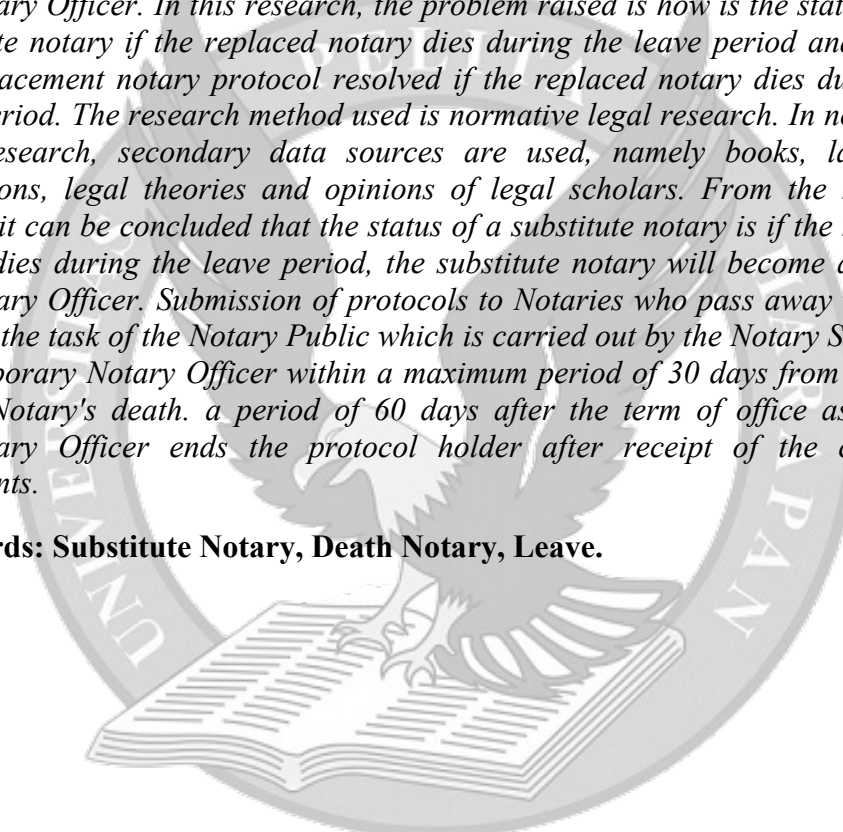 ary Officer. In this research, the problem raised is how is the stat
te notary if the replaced notary dies during the leave period and
lacement notary protocol resolved if the replaced notary dies du
eriod. The research method used is normative legal research. In no
esearch, secondary data sources are used, namely books, la
ons, legal theories and opinions of legal scholars. From the
it can be concluded that the status of a substitute notary is if the
dies during the leave period, the substitute notary will become a
ary Officer. Submission of protocols to Notaries who pass away
the task of the Notary Public which is carried out by the Notary S
porary Notary Officer within a maximum period of 30 days from
Notary's death. a period of 60 days after the term of office as
ary Officer ends the protocol holder after receipt of the
nts.
rds: Substitute Notary, Death Notary, Leave.
UNIVERSITAS PELITA HARAPAN